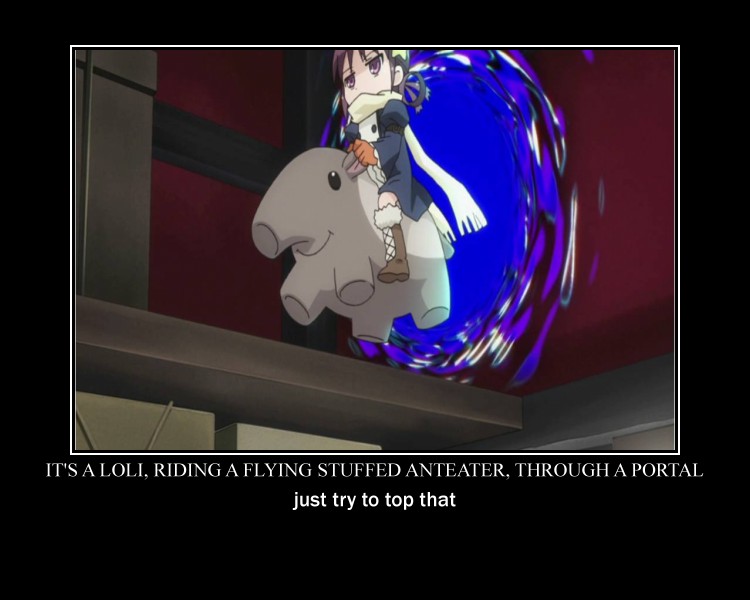 IT'S A LOLI, RIDING A FLYING STUFFED ANTEATER, THROUGH A PORTAL
just try to top that